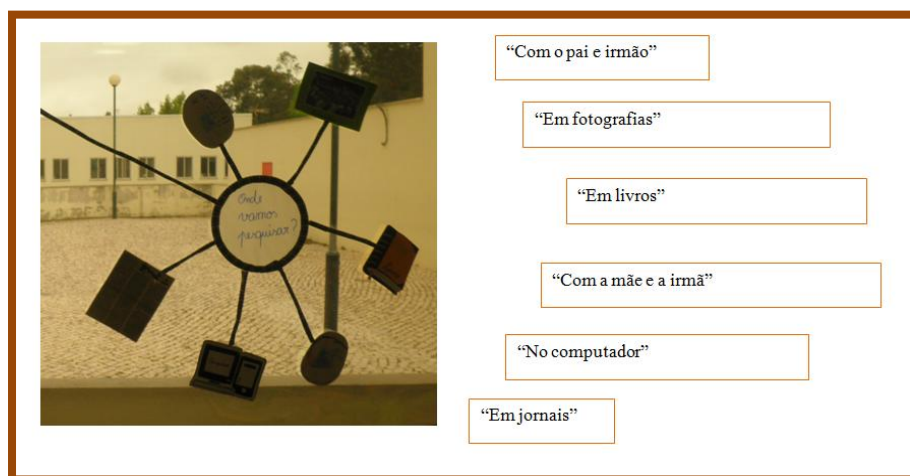 Onde
vamos
pesquisar?
“Com o pai e irmão”
“Em fotografias”
“Em livros”
“Com a mãe e a irmã”
“No computador”
“Em jornais”